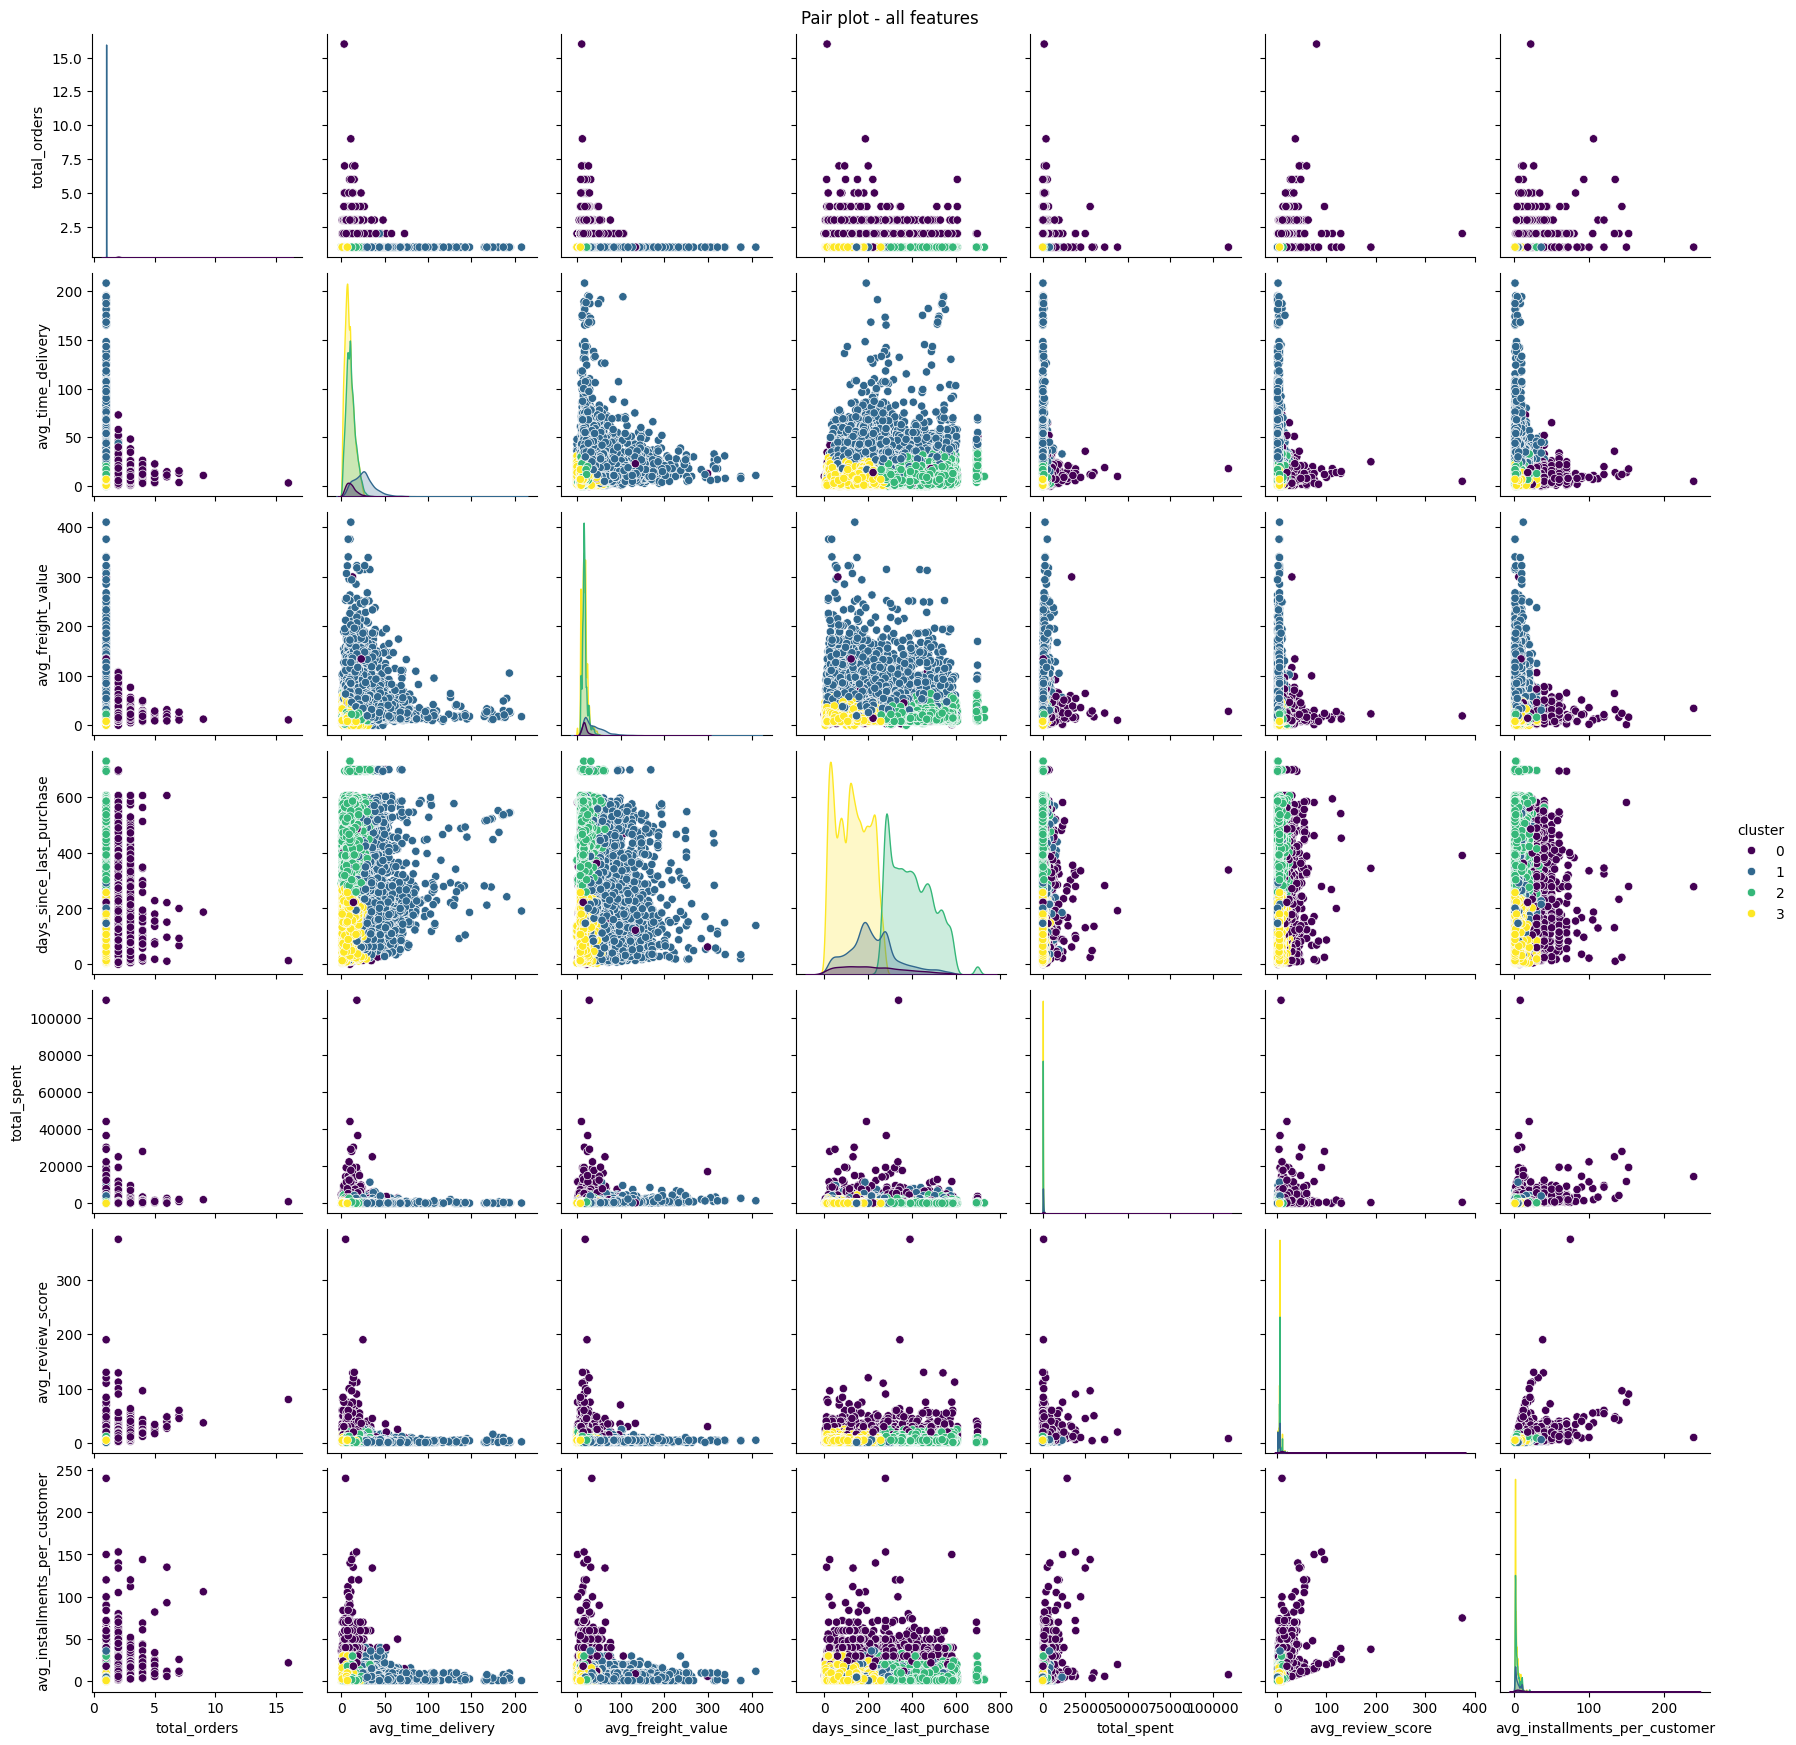 Pair plot - all features
total_orders
15.0
12.5
10.0
7.5
5.0
2.5
avg_time_delivery
200
150
100
50
0
avg_freight_value
400
300
200
100
0
days_since_last_purchase
600
400
200
0
cluster
0
1
2
3
total_spent
100000
80000
60000
40000
20000
0
avg_review_score
300
200
100
0
avg_installments_per_customer
250
200
150
100
50
0
0 5 10 15
total_orders
0 50 100 150 200
avg_time_delivery
0 100 200 300 400
avg_freight_value
0 200 400 600 800
days_since_last_purchase
0 25000 50000 75000 100000
total_spent
0 100 200 300 400
avg_review_score
0 100 200
avg_installments_per_customer